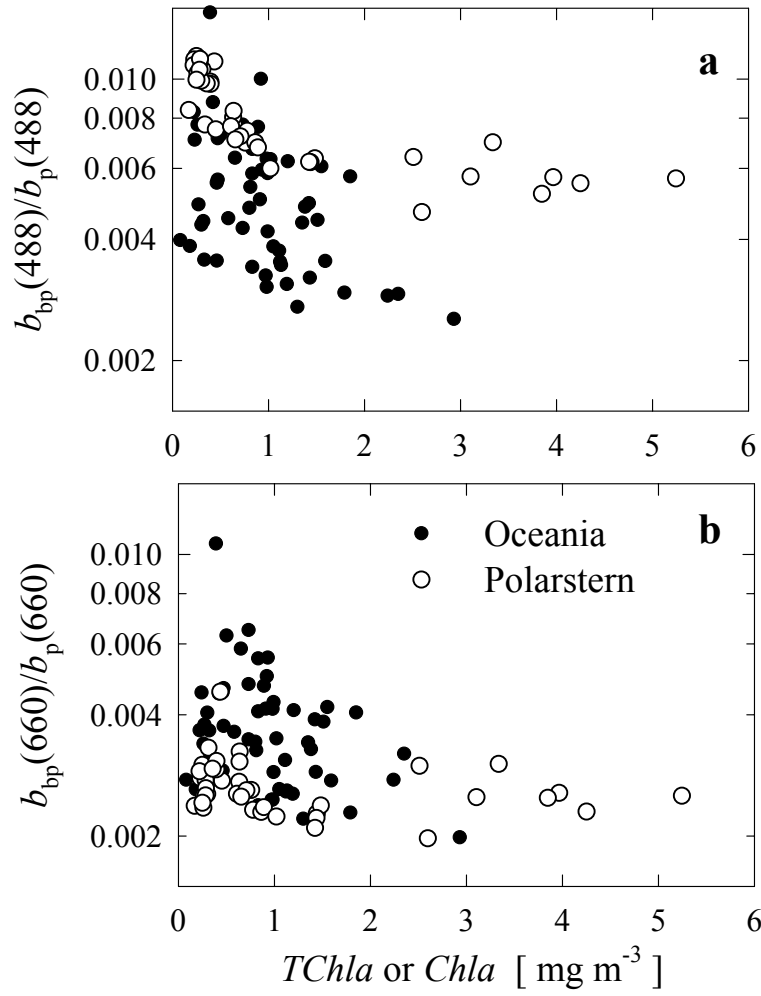 a
0.010
0.008
0.006
0.004
0.002
b_bp(488)/b_p(488)
0 1 2 3 4 5 6
b
Oceania
Polarstern
0.010
0.008
0.006
0.004
0.002
b_bp(660)/b_p(660)
0 1 2 3 4 5 6
TChla or Chla [ mg m⁻³ ]